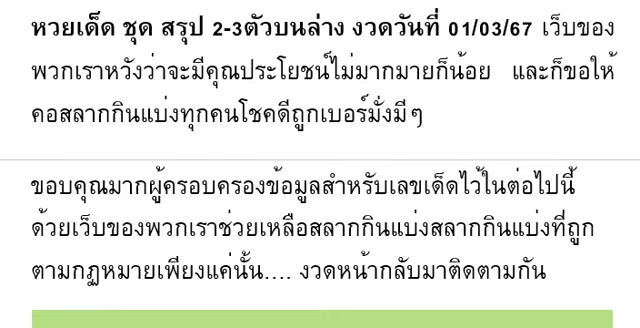 หวยเด็ด ชุด สรุป 2-3ตัวบนล่าง งวดวันที่ 01/03/67 เว็บของ
พวกเราหวังว่าจะมีคุณประโยชน์ไม่มากมายก็น้อย และก็ขอให้
คอสลากกินแบ่งทุกคนโชคดีถูกเบอร์มั่งมีๆ
ขอบคุณมากผู้ครอบครองข้อมูลสำหรับเลขเด็ดไว้ในต่อไปนี้
ด้วยเว็บของพวกเราช่วยเหลือสลากกินแบ่งสลากกินแบ่งที่ถูก
ตามกฏหมายเพียงแค่นั้น.... งวดหน้ากลับมาติดตามกัน